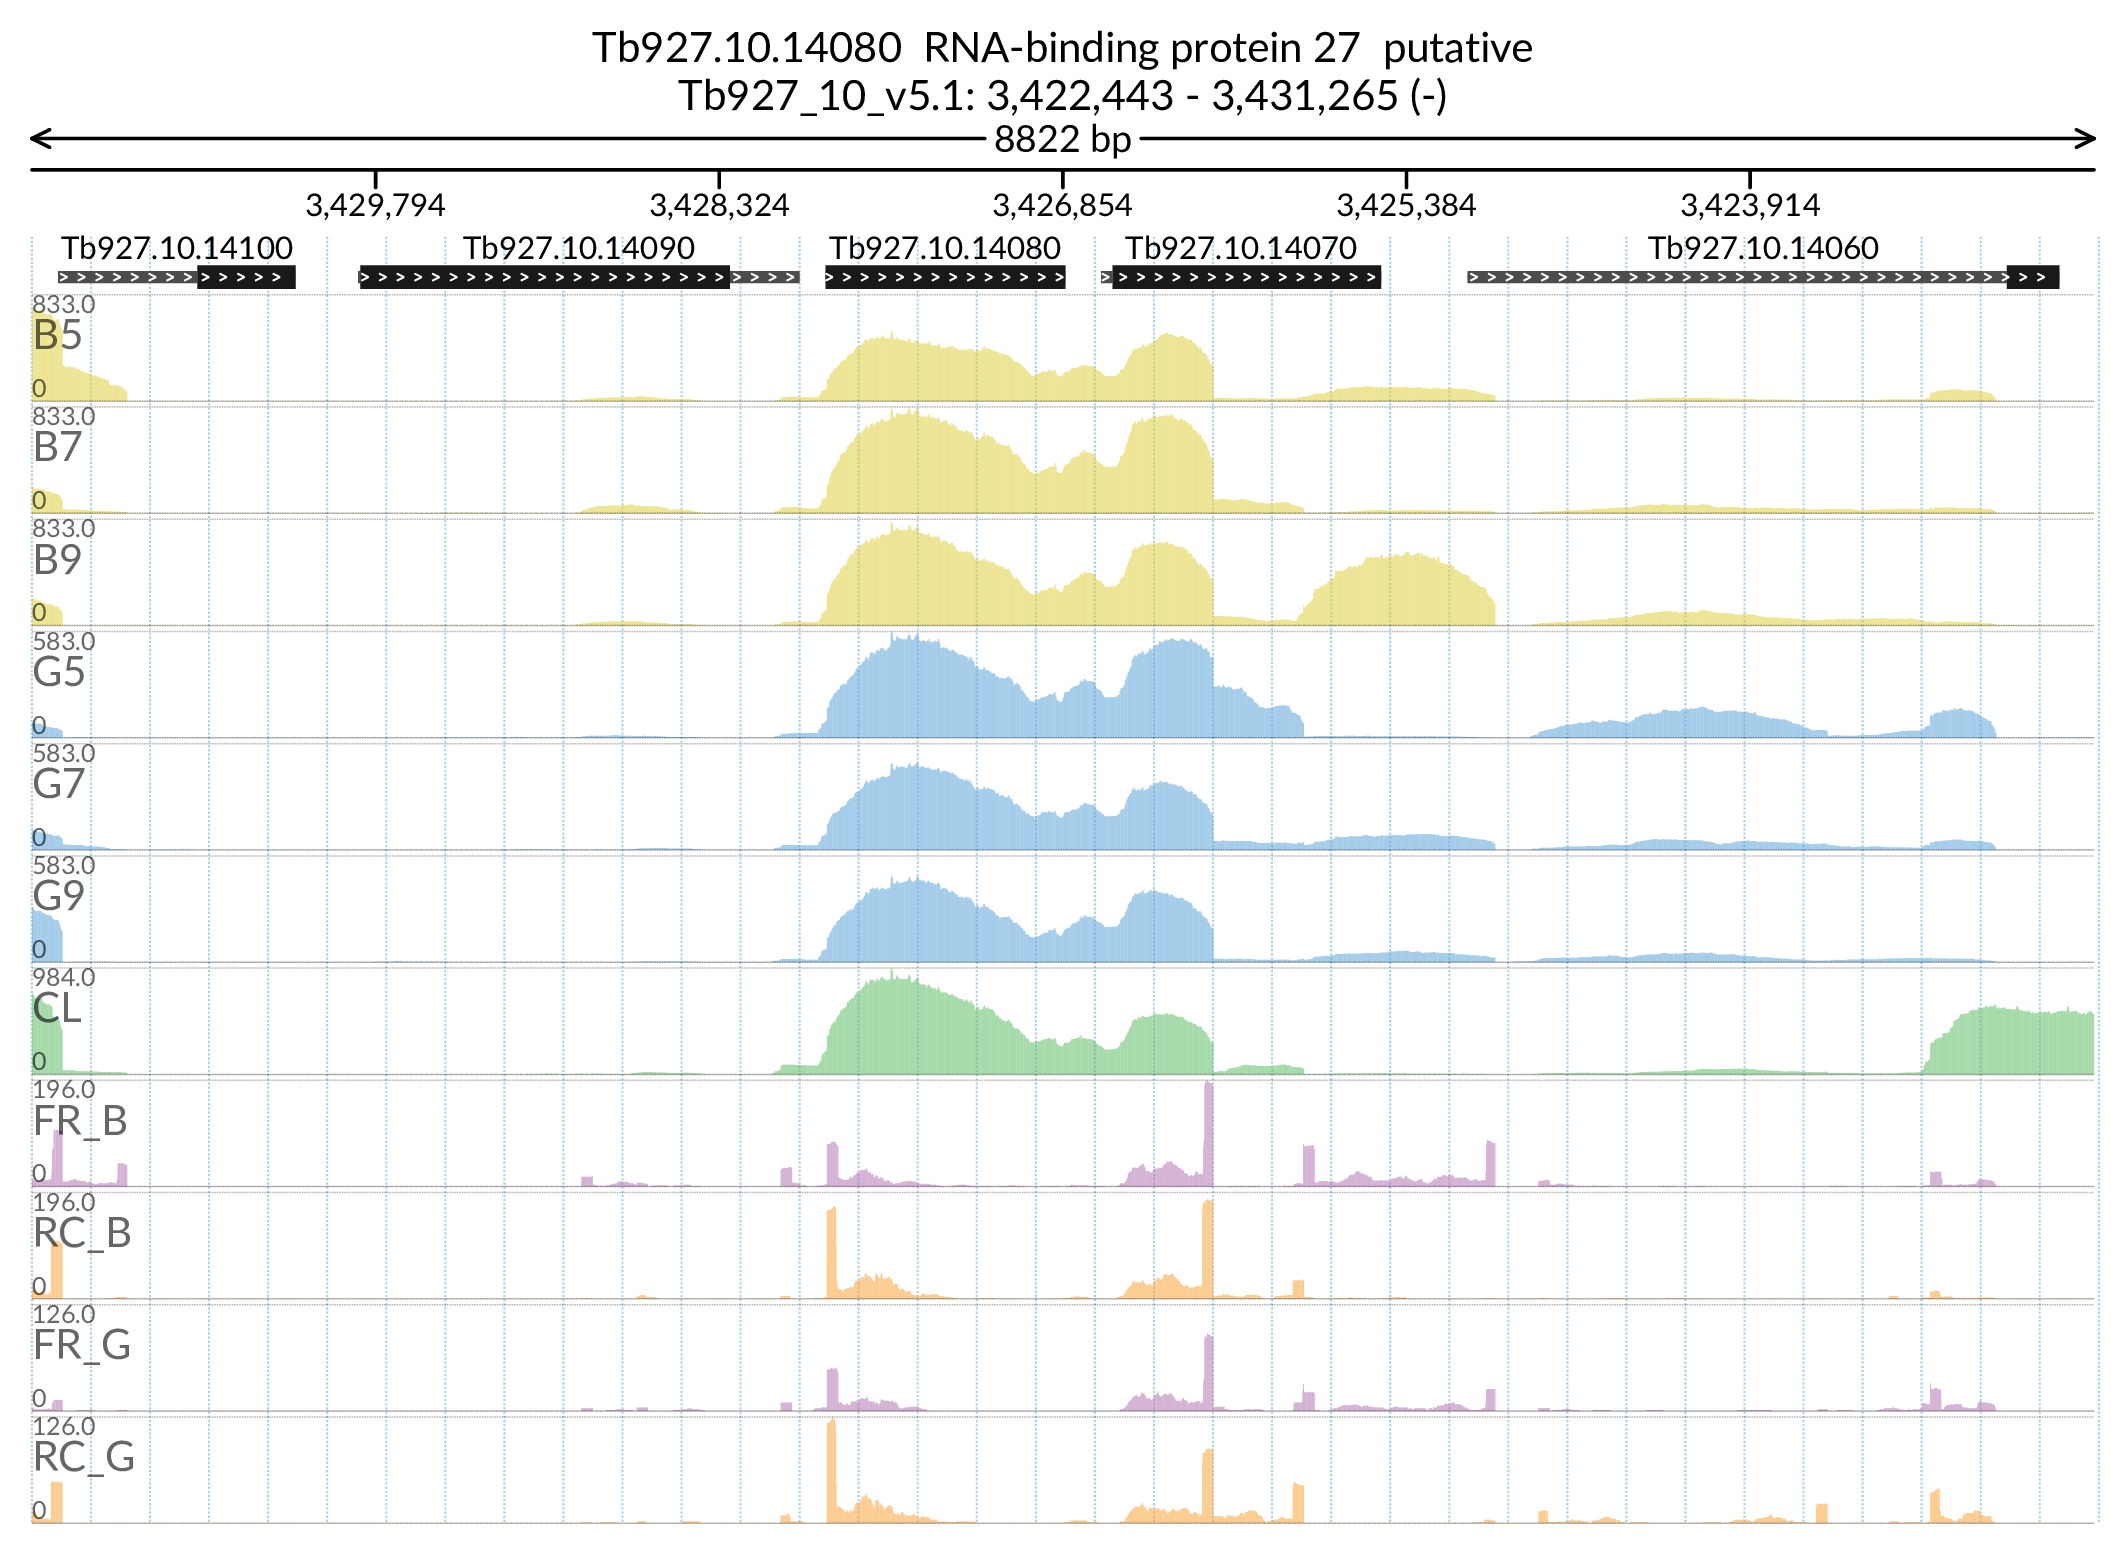 Tb927.10.14080  RNA-binding protein 27  putative
Tb927_10_v5.1: 3,422,443 - 3,431,265 (-)
8822 bp
3,429,794 3,428,324 3,426,854 3,425,384 3,423,914
Tb927.10.14100 Tb927.10.14090 Tb927.10.14080 Tb927.10.14070 Tb927.10.14060
833.0
B5
0
833.0
B7
0
833.0
B9
0
583.0
G5
0
583.0
G7
0
583.0
G9
0
984.0
CL
0
196.0
FR_B
0
196.0
RC_B
0
126.0
FR_G
0
126.0
RC_G
0